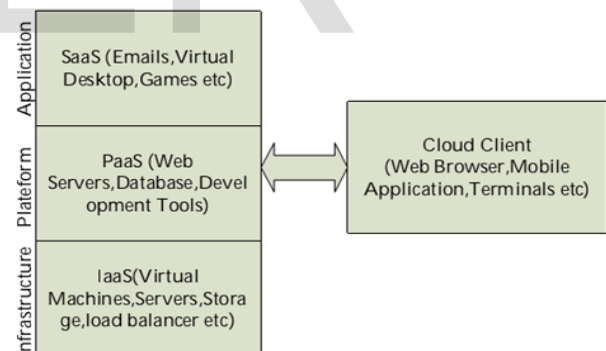 Application
SaaS (Emails,Virtual
Desktop,Games etc)
Plateform
PaaS (Web
Servers,Database,Devel
opment Tools)
nfrastructure
IaaS(Virtual
Machines,Servers,Stora
ge,load balancer etc)
Cloud Client
(Web Browser,Mobile
Application,Terminals etc)